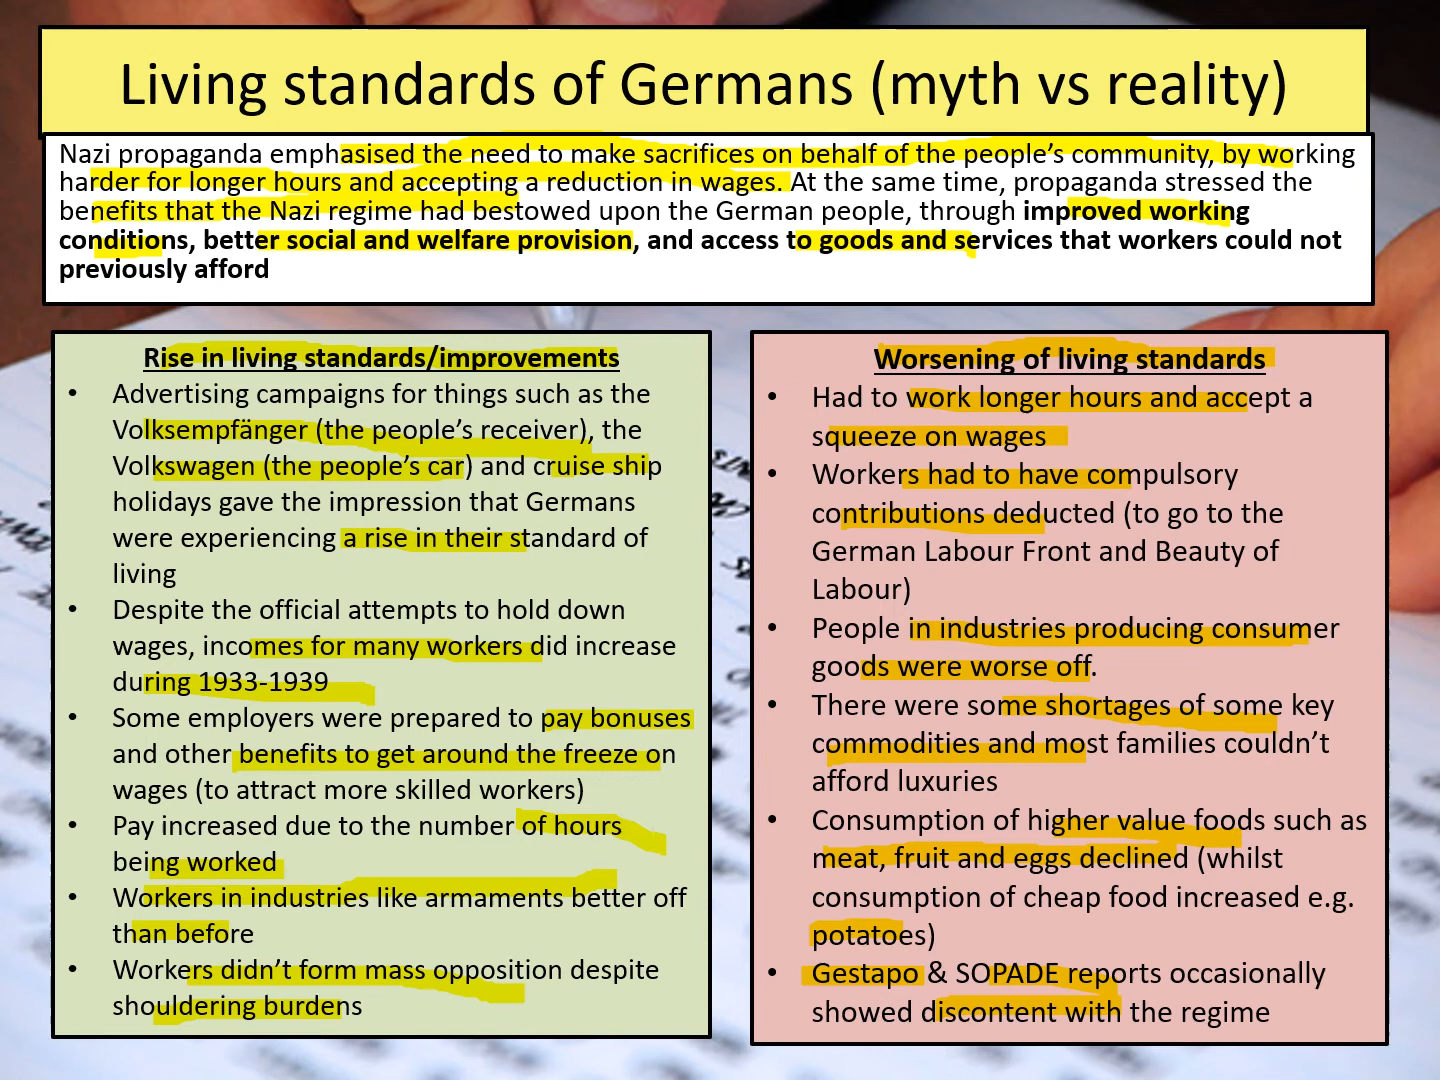 Living standards of Germans (myth vs reality)
Nazi propaganda emphasised the need to make sacrifices on behalf of the people's community, by working
harder for longer hours and accepting a reduction in wages. At the same time, propaganda stressed the
benefits that the Nazi regime had bestowed upon the German people, through improved working
conditions, better social and welfare provision, and access to goods and services that workers could not
previously afford
Rise in living standards/improvements
• Advertising campaigns for things such as the
Volksempfänger (the people's receiver), the
Volkswagen (the people's car) and cruise ship
holidays gave the impression that Germans
were experiencing a rise in their standard of
living
• Despite the official attempts to hold down
wages, incomes for many workers did increase
during 1933-1939
• Some employers were prepared to pay bonuses
and other benefits to get around the freeze on
wages (to attract more skilled workers)
• Pay increased due to the number of hours
being worked
• Workers in industries like armaments better off
than before
• Workers didn't form mass opposition despite
shouldering burdens
Worsening of living standards
• Had to work longer hours and accept a
squeeze on wages
• Workers had to have compulsory
contributions deducted (to go to the
German Labour Front and Beauty of
Labour)
• People in industries producing consumer
goods were worse off.
• There were some shortages of some key
commodities and most families couldn't
afford luxuries
• Consumption of higher value foods such as
meat, fruit and eggs declined (whilst
consumption of cheap food increased e.g.
potatoes)
• Gestapo & SOPADE reports occasionally
showed discontent with the regime